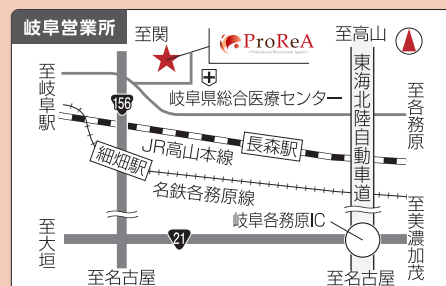 岐阜営業所
至関
ProReA
至高山
至岐阜駅
156
岐阜県総合医療センター
東海北陸自動車道
至各務原
JR高山本線
長森駅
細畑駅
名鉄各務原線
岐阜各務原IC
至美濃加茂
至大垣
21
至名古屋
至名古屋